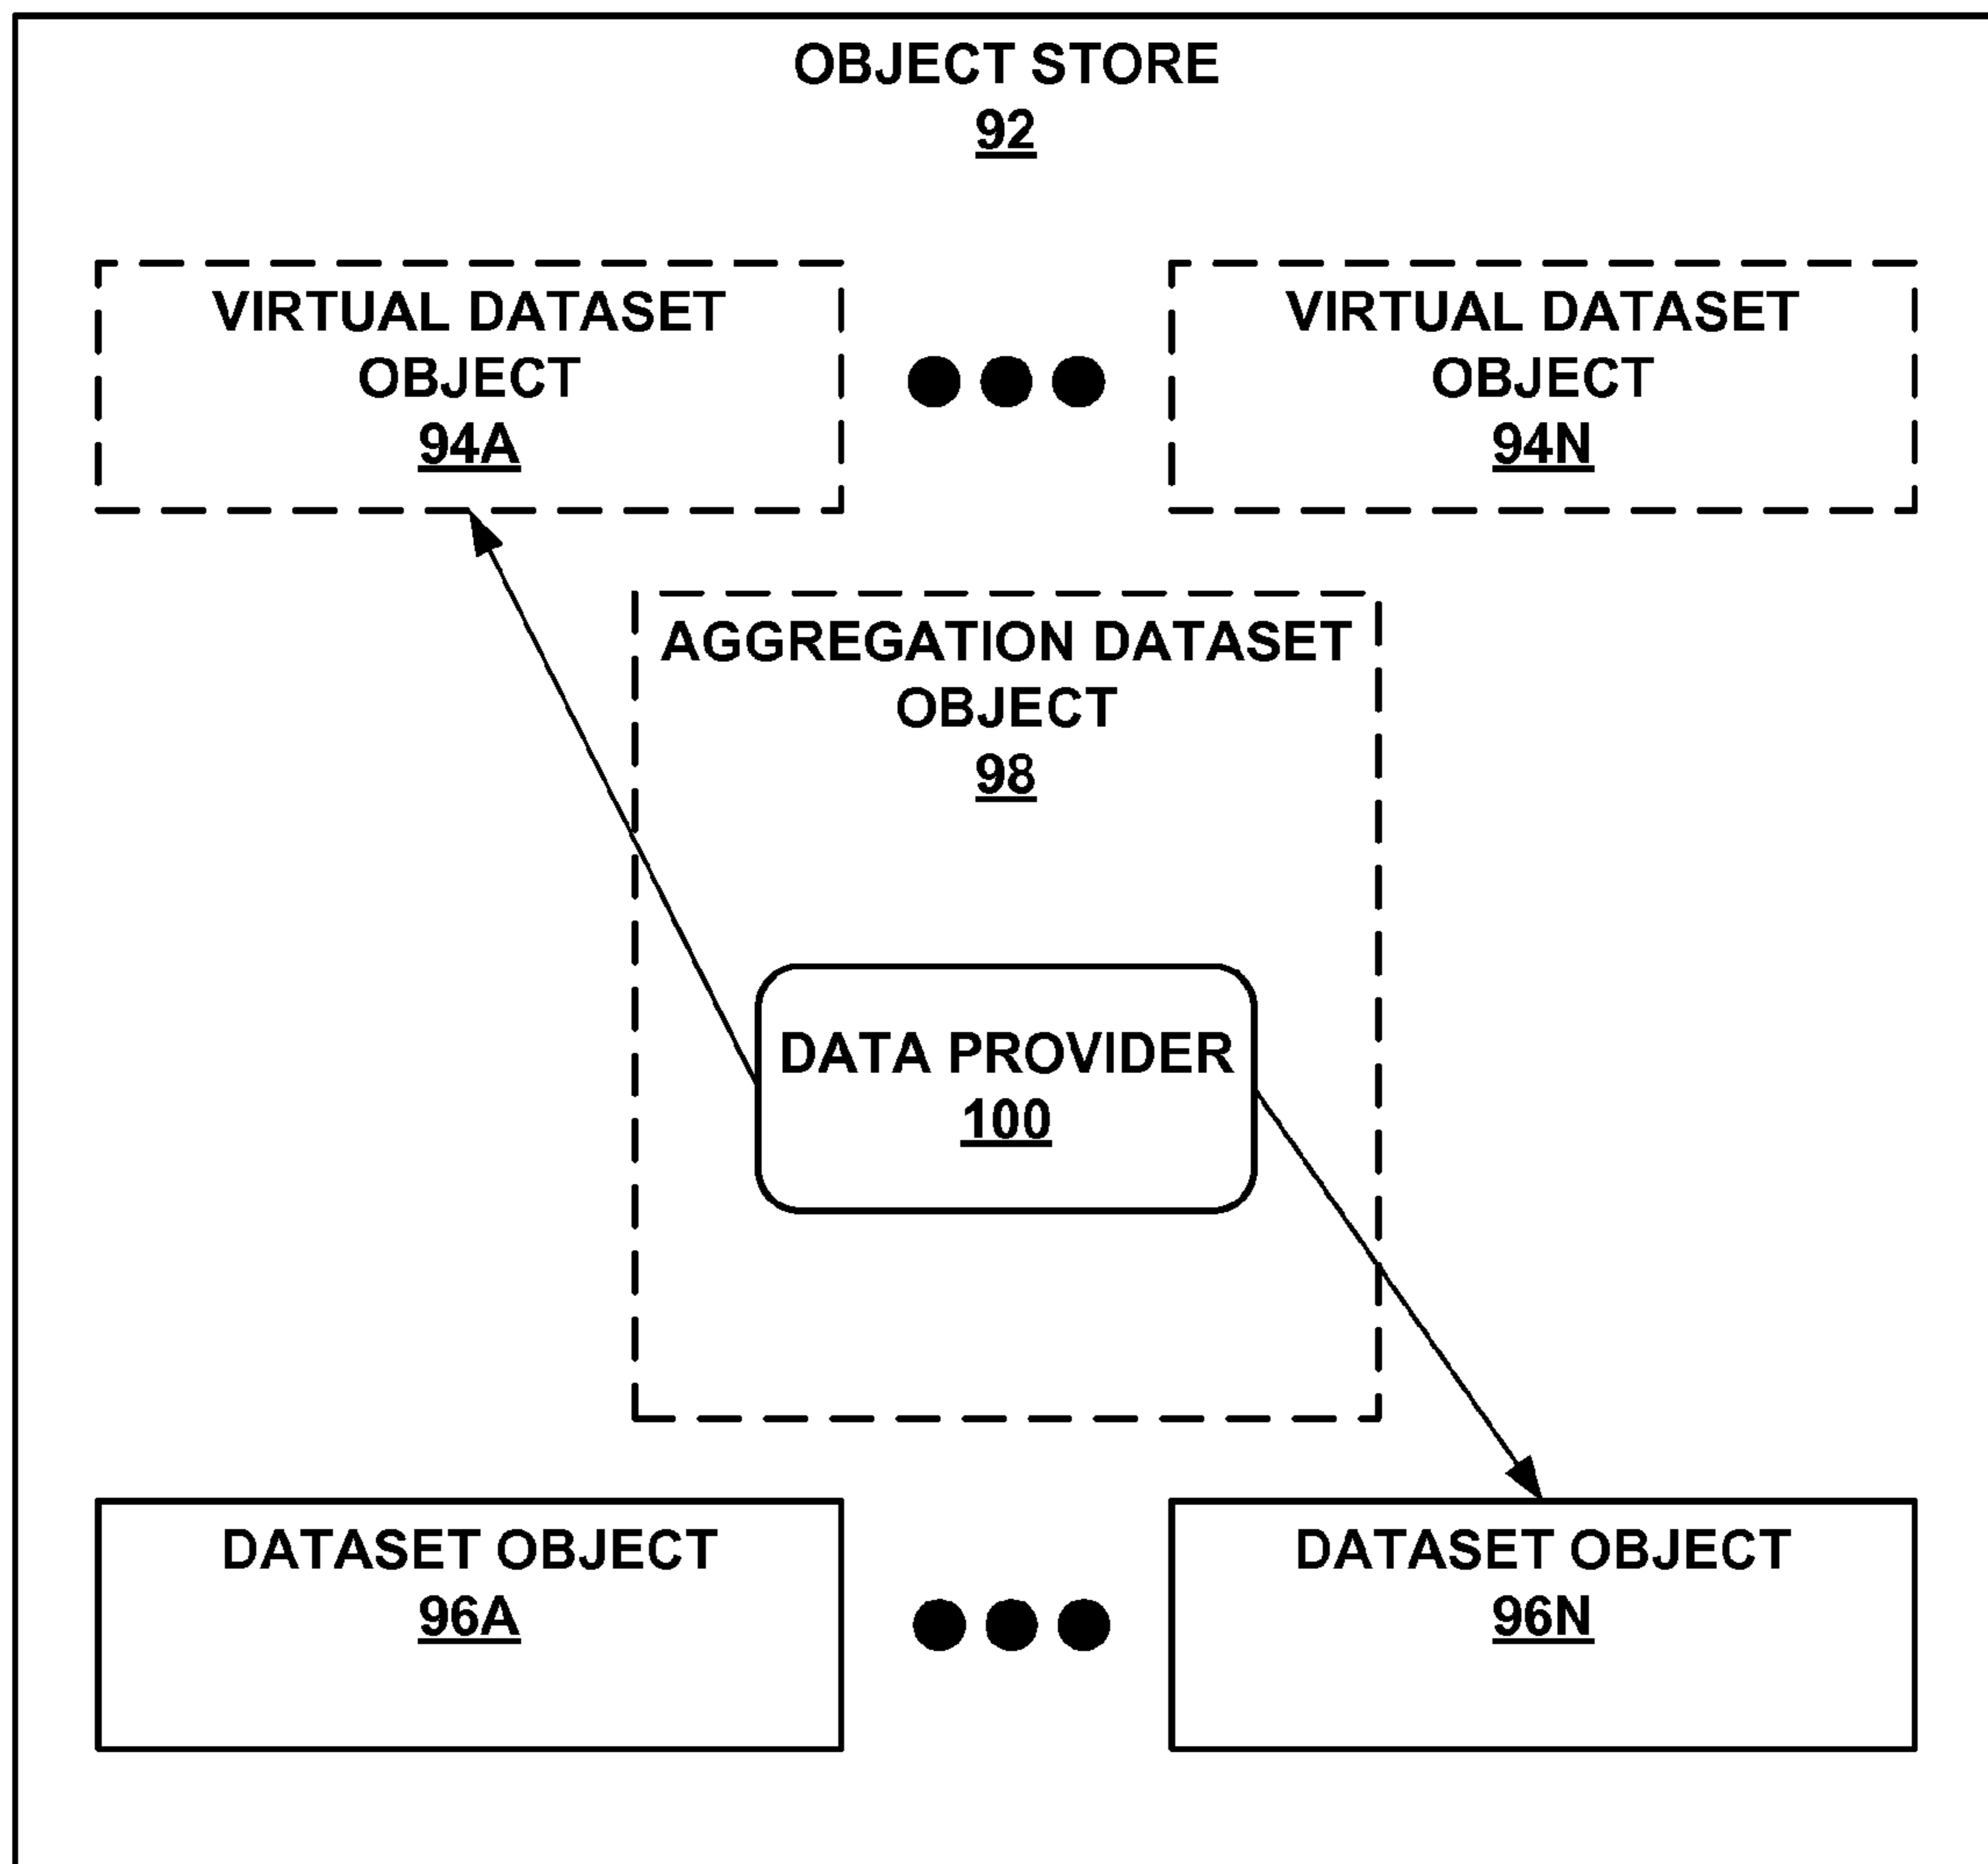 OBJECT STORE
92
VIRTUAL DATASET
OBJECT
94A
VIRTUAL DATASET
OBJECT
94N
AGGREGATION DATASET
OBJECT
98
DATA PROVIDER
100
DATASET OBJECT
96A
DATASET OBJECT
96N